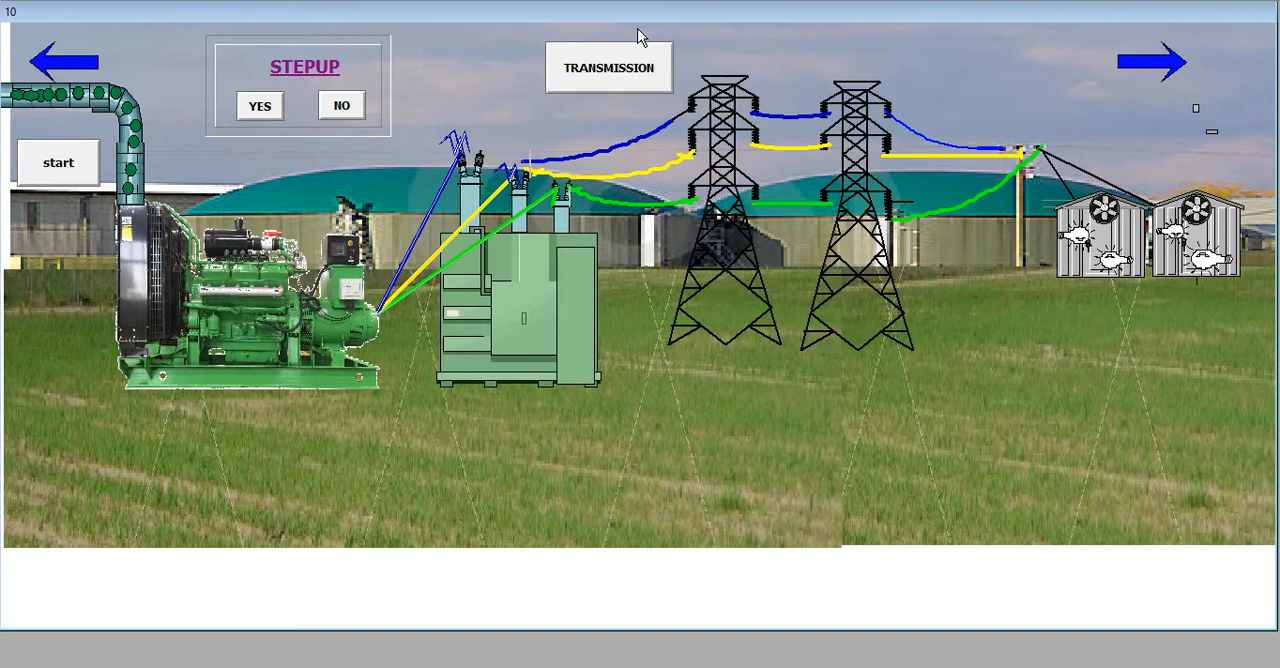 10
STEPUP
YES
NO
TRANSMISSION
start